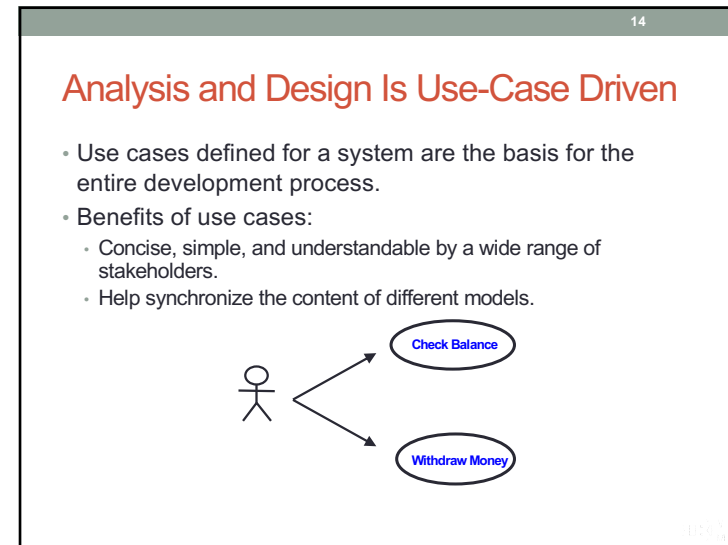 14
Analysis and Design Is Use-Case Driven
• Use cases defined for a system are the basis for the
entire development process.
• Benefits of use cases:
• Concise, simple, and understandable by a wide range of
stakeholders.
• Help synchronize the content of different models.
Check Balance
Withdraw Money